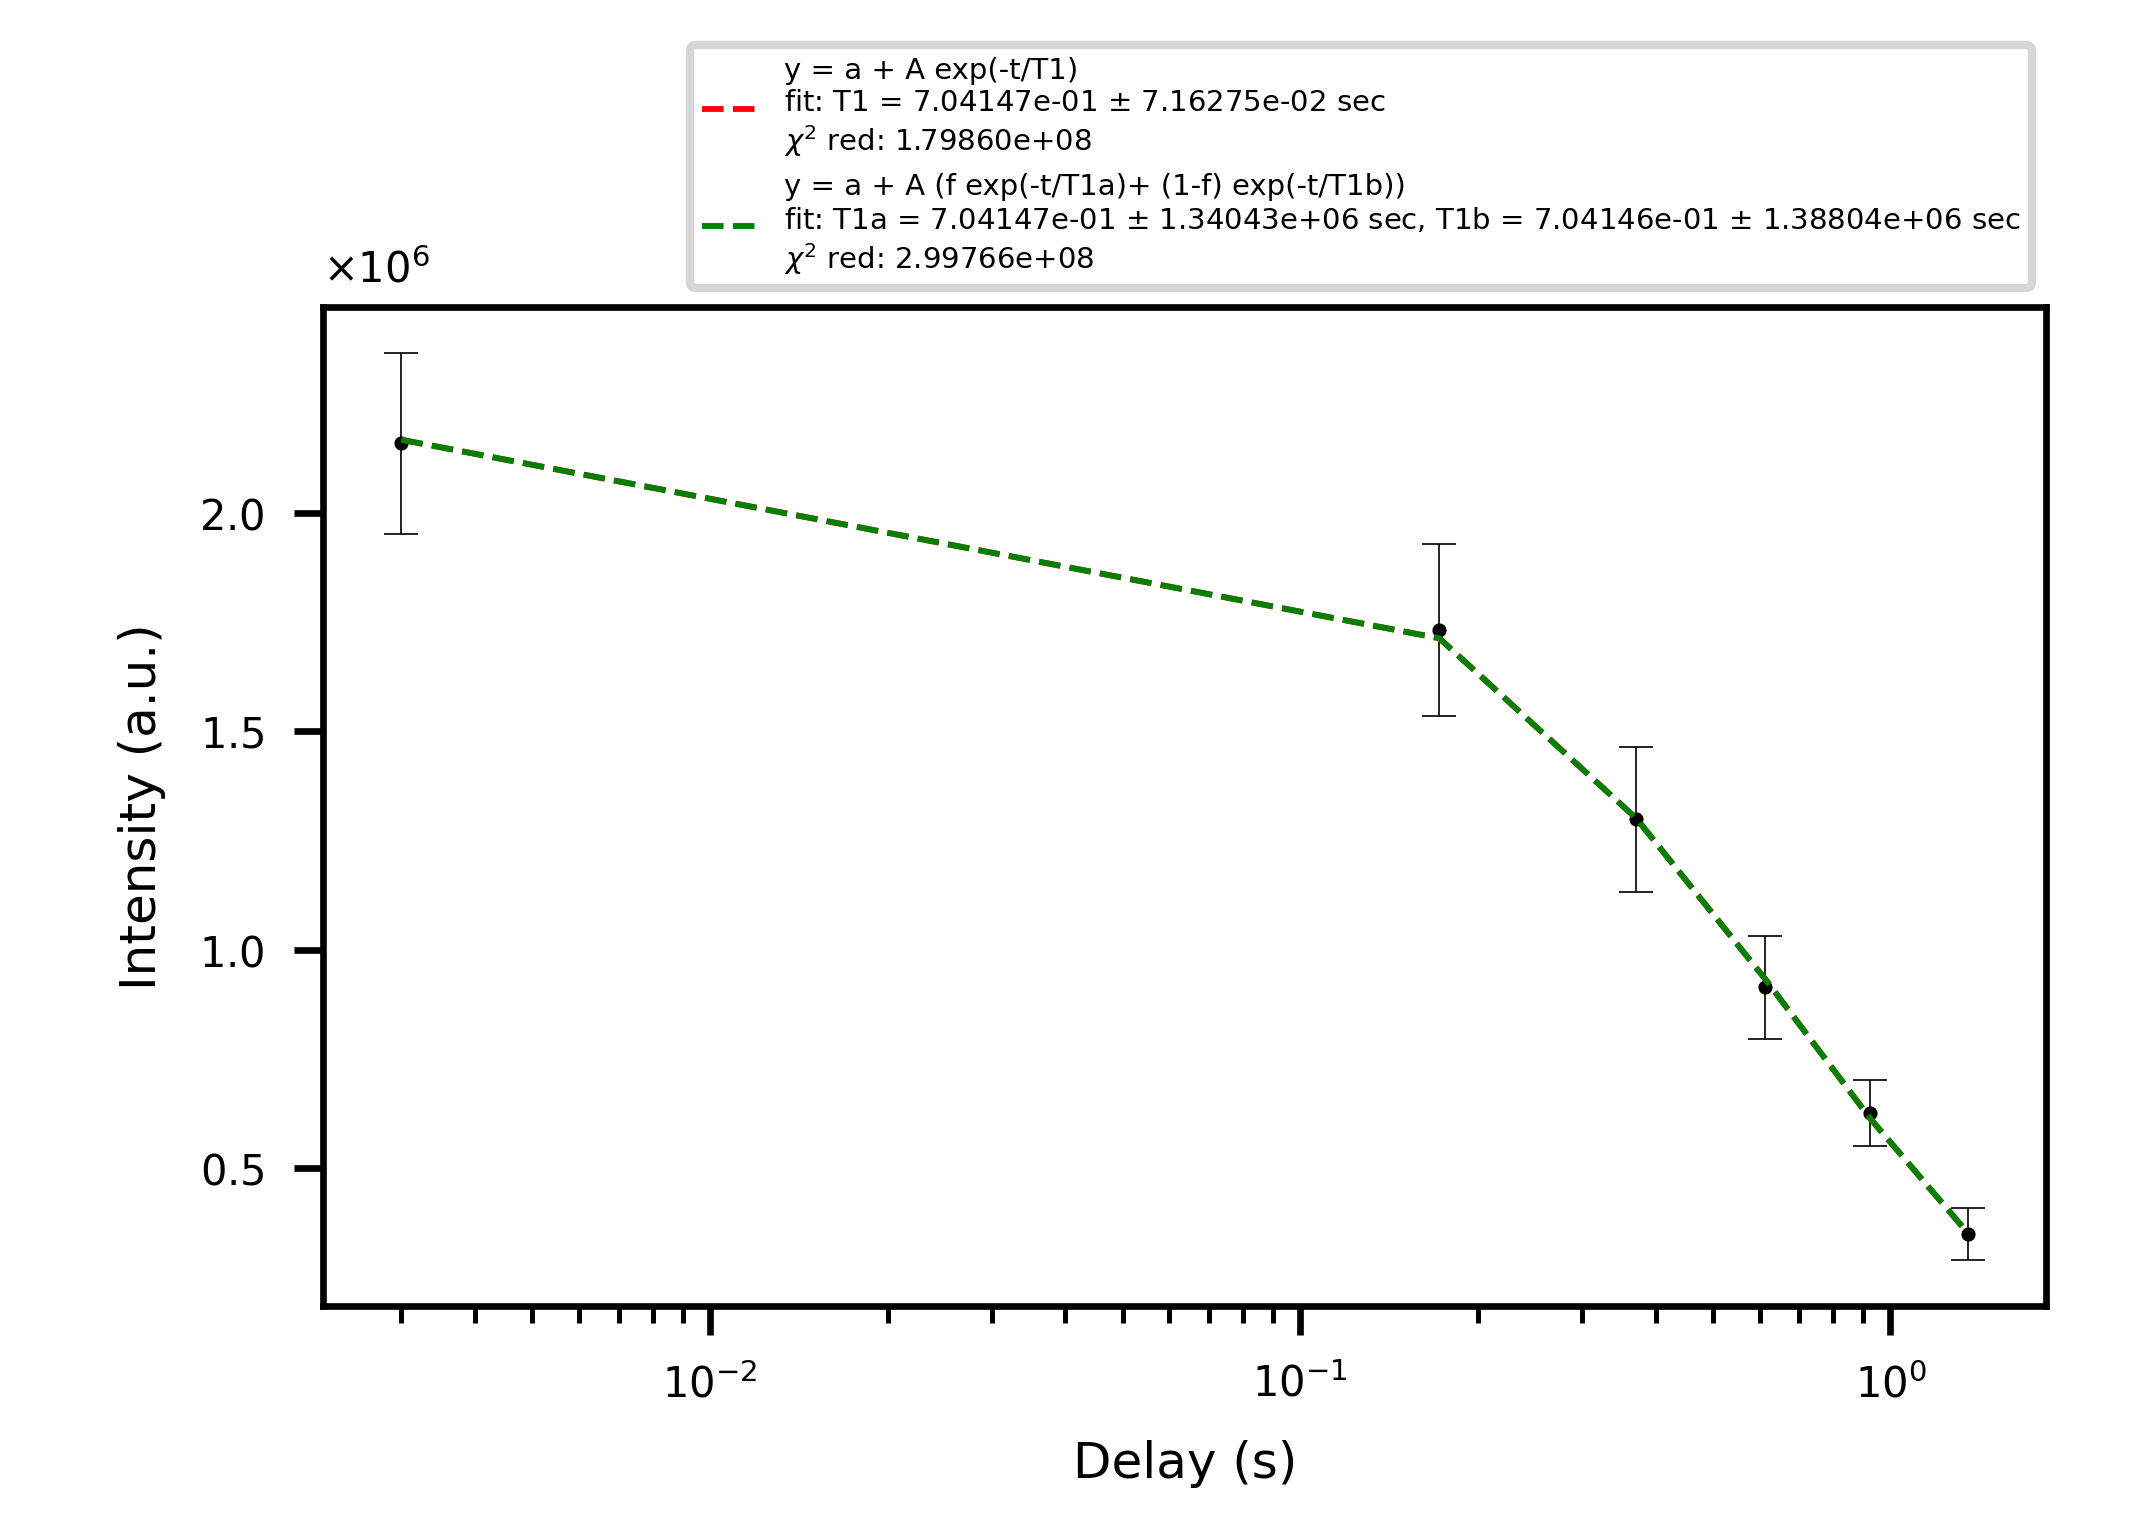 y = a + A exp(-t/T1)
fit: T1 = 7.04147e-01 ± 7.16275e-02 sec
χ² red: 1.79860e+08
y = a + A (f exp(-t/T1a)+ (1-f) exp(-t/T1b))
fit: T1a = 7.04147e-01 ± 1.34043e+06 sec, T1b = 7.04146e-01 ± 1.38804e+06 sec
χ² red: 2.99766e+08
×10⁶
2.0
1.5
1.0
0.5
Intensity (a.u.)
10⁻² 10⁻¹ 10⁰
Delay (s)